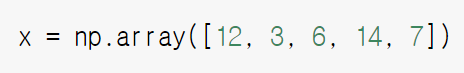 x = np.array([12, 3, 6, 14, 7])